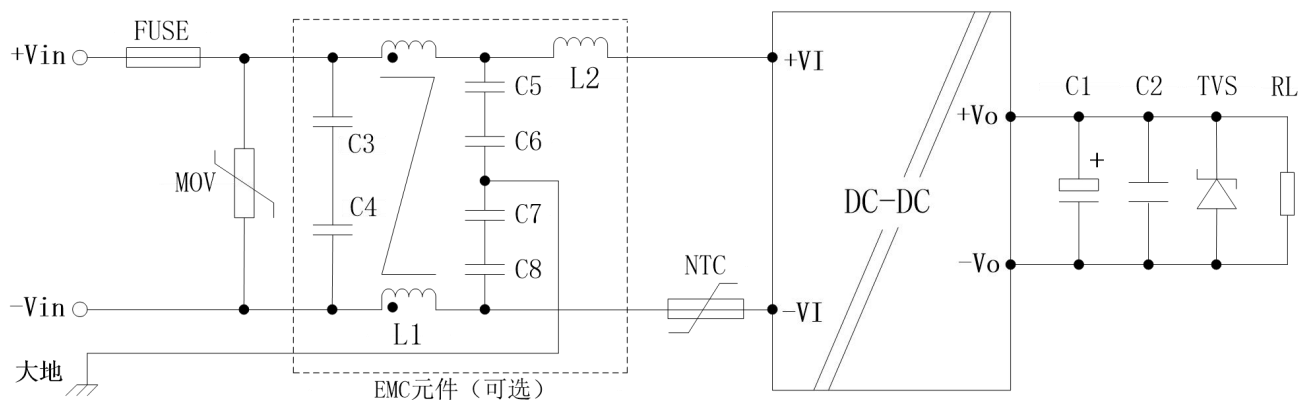 FUSE
+Vin
MOV
-Vin
大地
C3
C4
L1
C5
C6
C7
C8
L2
EMC元件（可选）
NTC
+VI
-VI
DC-DC
+Vo
-Vo
C1
+
C2
TVS
RL